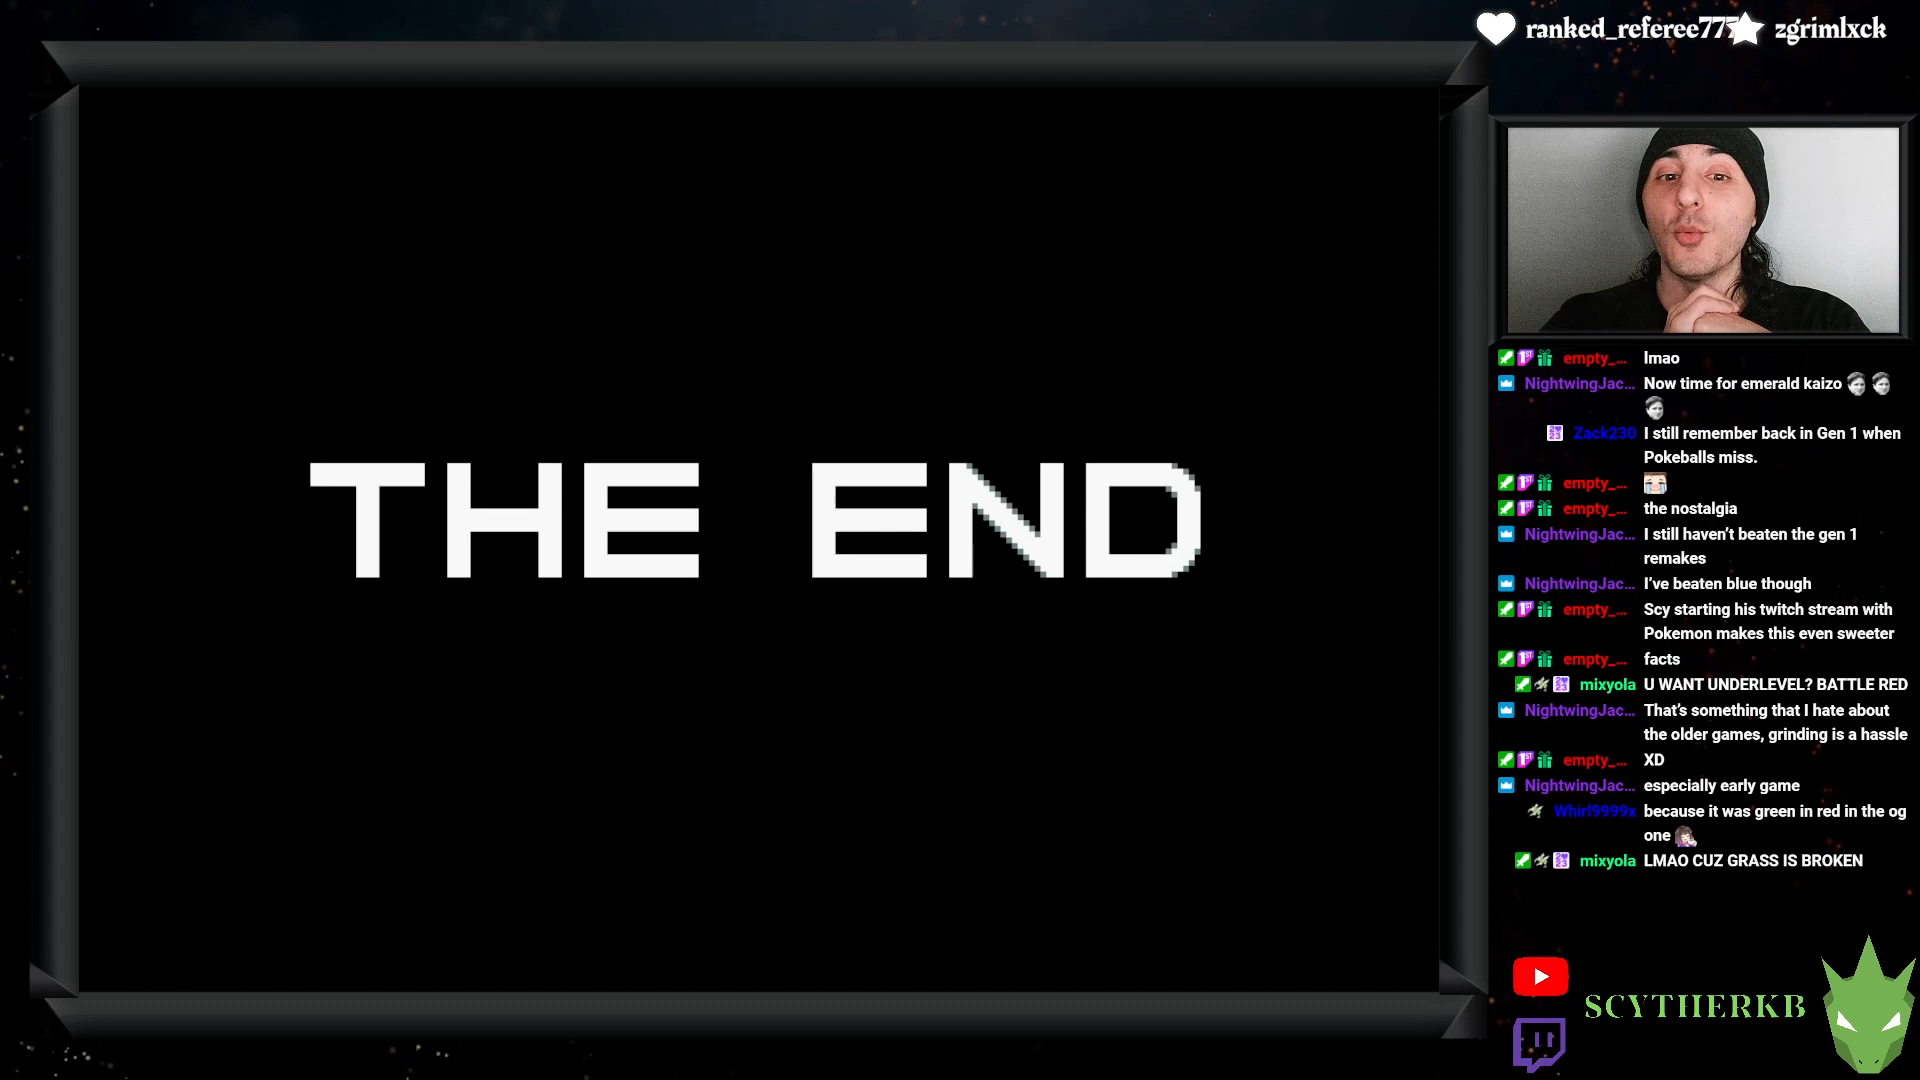 ranked_referee777 zgrimlxck
THE END
empty_... lmao
NightwingJac... Now time for emerald kaizo
Zack230 I still remember back in Gen 1 when
Pokeballs miss.
empty_...
empty_... the nostalgia
NightwingJac... I still haven't beaten the gen 1
remakes
NightwingJac... I've beaten blue though
empty_... Scy starting his twitch stream with
Pokemon makes this even sweeter
empty_... facts
mixyola U WANT UNDERLEVEL? BATTLE RED
NightwingJac... That's something that I hate about
the older games, grinding is a hassle
empty_... XD
NightwingJac... especially early game
Whirl9999x because it was green in red in the og
one
mixyola LMAO CUZ GRASS IS BROKEN
SCYTHERKB